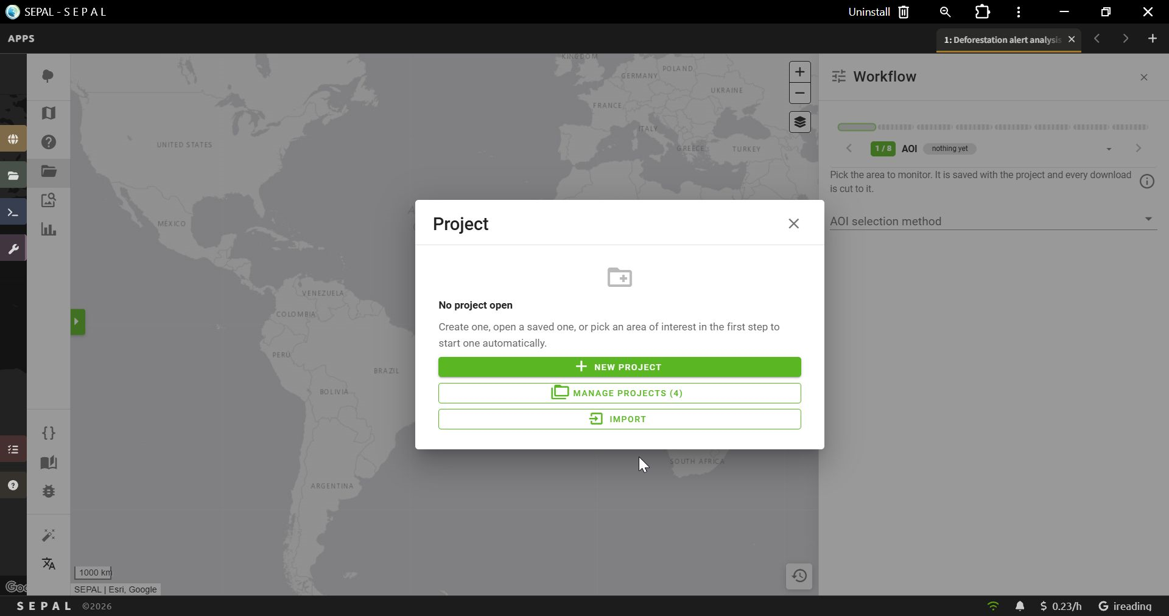 SEPAL - S E P A L
Uninstall
APPS
1: Deforestation alert analysis
Workflow
1 / 8 AOI nothing yet
Pick the area to monitor. It is saved with the project and every download
is cut to it.
AOI selection method
POLAND
GERMANY
UKRAINE
FRANCE
ITALY
GREECE
TURKEY
UNITED STATES
MÉXICO
VENEZUELA
COLOMBIA
PERU
BRAZIL
BOLIVIA
ARGENTINA
SOUTH AFRICA
Project
No project open
Create one, open a saved one, or pick an area of interest in the first step to
start one automatically.
NEW PROJECT
MANAGE PROJECTS (4)
IMPORT
1000 km
SEPAL | Esri, Google
S E P A L ©2026
$ 0.23/h
ireading